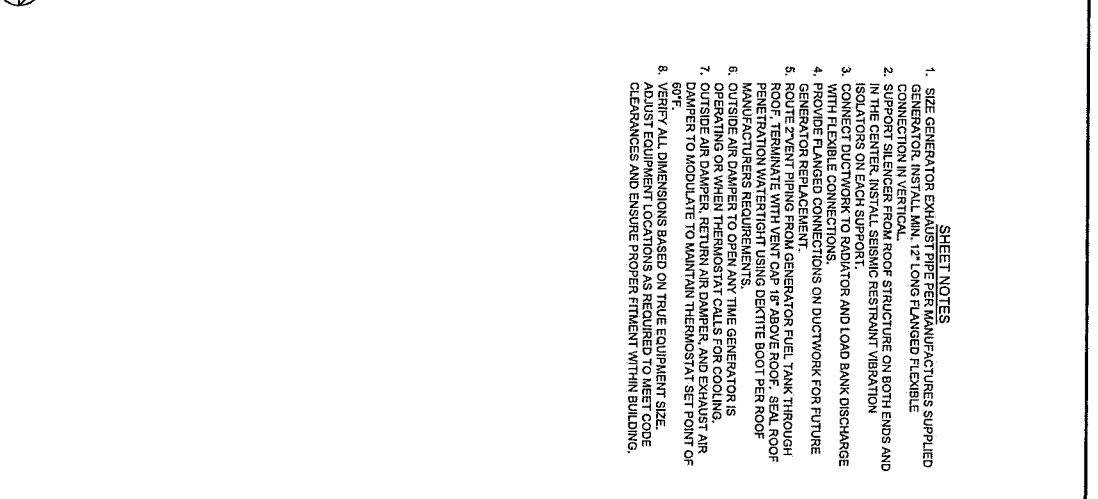 SHEET NOTES
1. SIZE GENERATOR EXHAUST PIPE PER MANUFACTURES SUPPLIED
GENERATOR. INSTALL MIN. 12" LONG FLANGED FLEXIBLE
CONNECTION IN VERTICAL.
2. SUPPORT SILENCER FROM ROOF STRUCTURE ON BOTH ENDS AND
IN THE CENTER. INSTALL SEISMIC RESTRAINT VIBRATION
ISOLATORS ON EACH SUPPORT.
3. CONNECT DUCTWORK TO RADIATOR AND LOAD BANK DISCHARGE
WITH FLEXIBLE CONNECTIONS.
4. PROVIDE FLANGED CONNECTIONS ON DUCTWORK FOR FUTURE
GENERATOR REPLACEMENT.
5. ROUTE 2"VENT PIPING FROM GENERATOR FUEL TANK THROUGH
ROOF, TERMINATE WITH VENT CAP 18" ABOVE ROOF. SEAL ROOF
PENETRATION WATERTIGHT USING DEKTITE BOOT PER ROOF
MANUFACTURERS REQUIREMENTS.
6. OUTSIDE AIR DAMPER TO OPEN ANY TIME GENERATOR IS
OPERATING OR WHEN THERMOSTAT CALLS FOR COOLING.
7. OUTSIDE AIR DAMPER, RETURN AIR DAMPER, AND EXHAUST AIR
DAMPER TO MODULATE TO MAINTAIN THERMOSTAT SET POINT OF
60°F.
8. VERIFY ALL DIMENSIONS BASED ON TRUE EQUIPMENT SIZE.
ADJUST EQUIPMENT LOCATIONS AS REQUIRED TO MEET CODE
CLEARANCES AND ENSURE PROPER FITMENT WITHIN BUILDING.